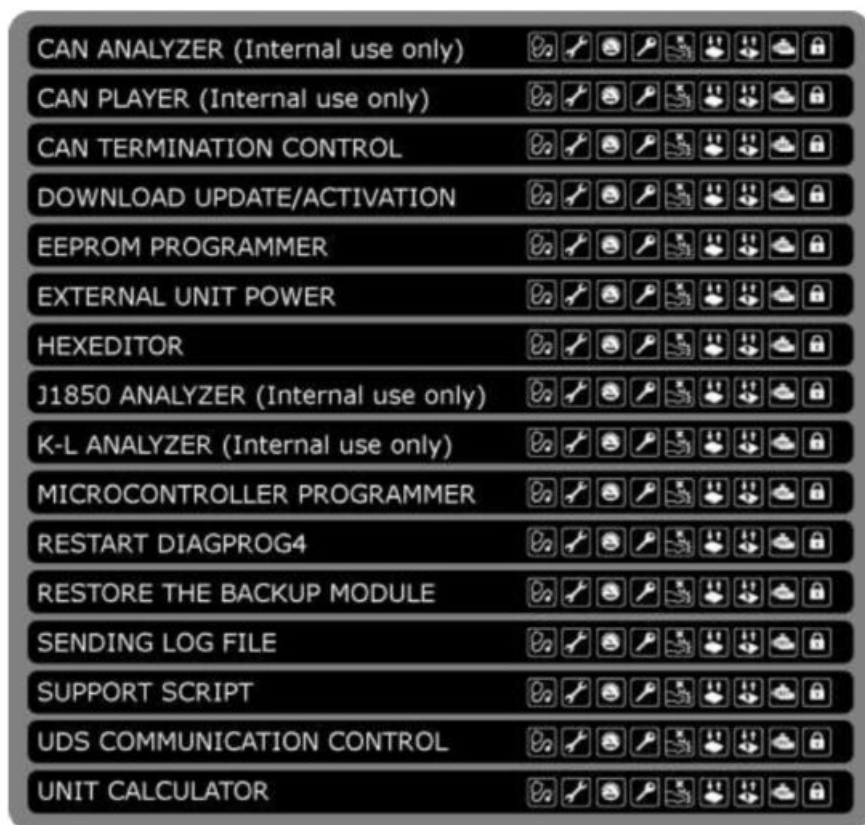 CAN ANALYZER (Internal use only)
CAN PLAYER (Internal use only)
CAN TERMINATION CONTROL
DOWNLOAD UPDATE/ACTIVATION
EEPROM PROGRAMMER
EXTERNAL UNIT POWER
HEXEDITOR
J1850 ANALYZER (Internal use only)
K-L ANALYZER (Internal use only)
MICROCONTROLLER PROGRAMMER
RESTART DIAGPROG4
RESTORE THE BACKUP MODULE
SENDING LOG FILE
SUPPORT SCRIPT
UDS COMMUNICATION CONTROL
UNIT CALCULATOR